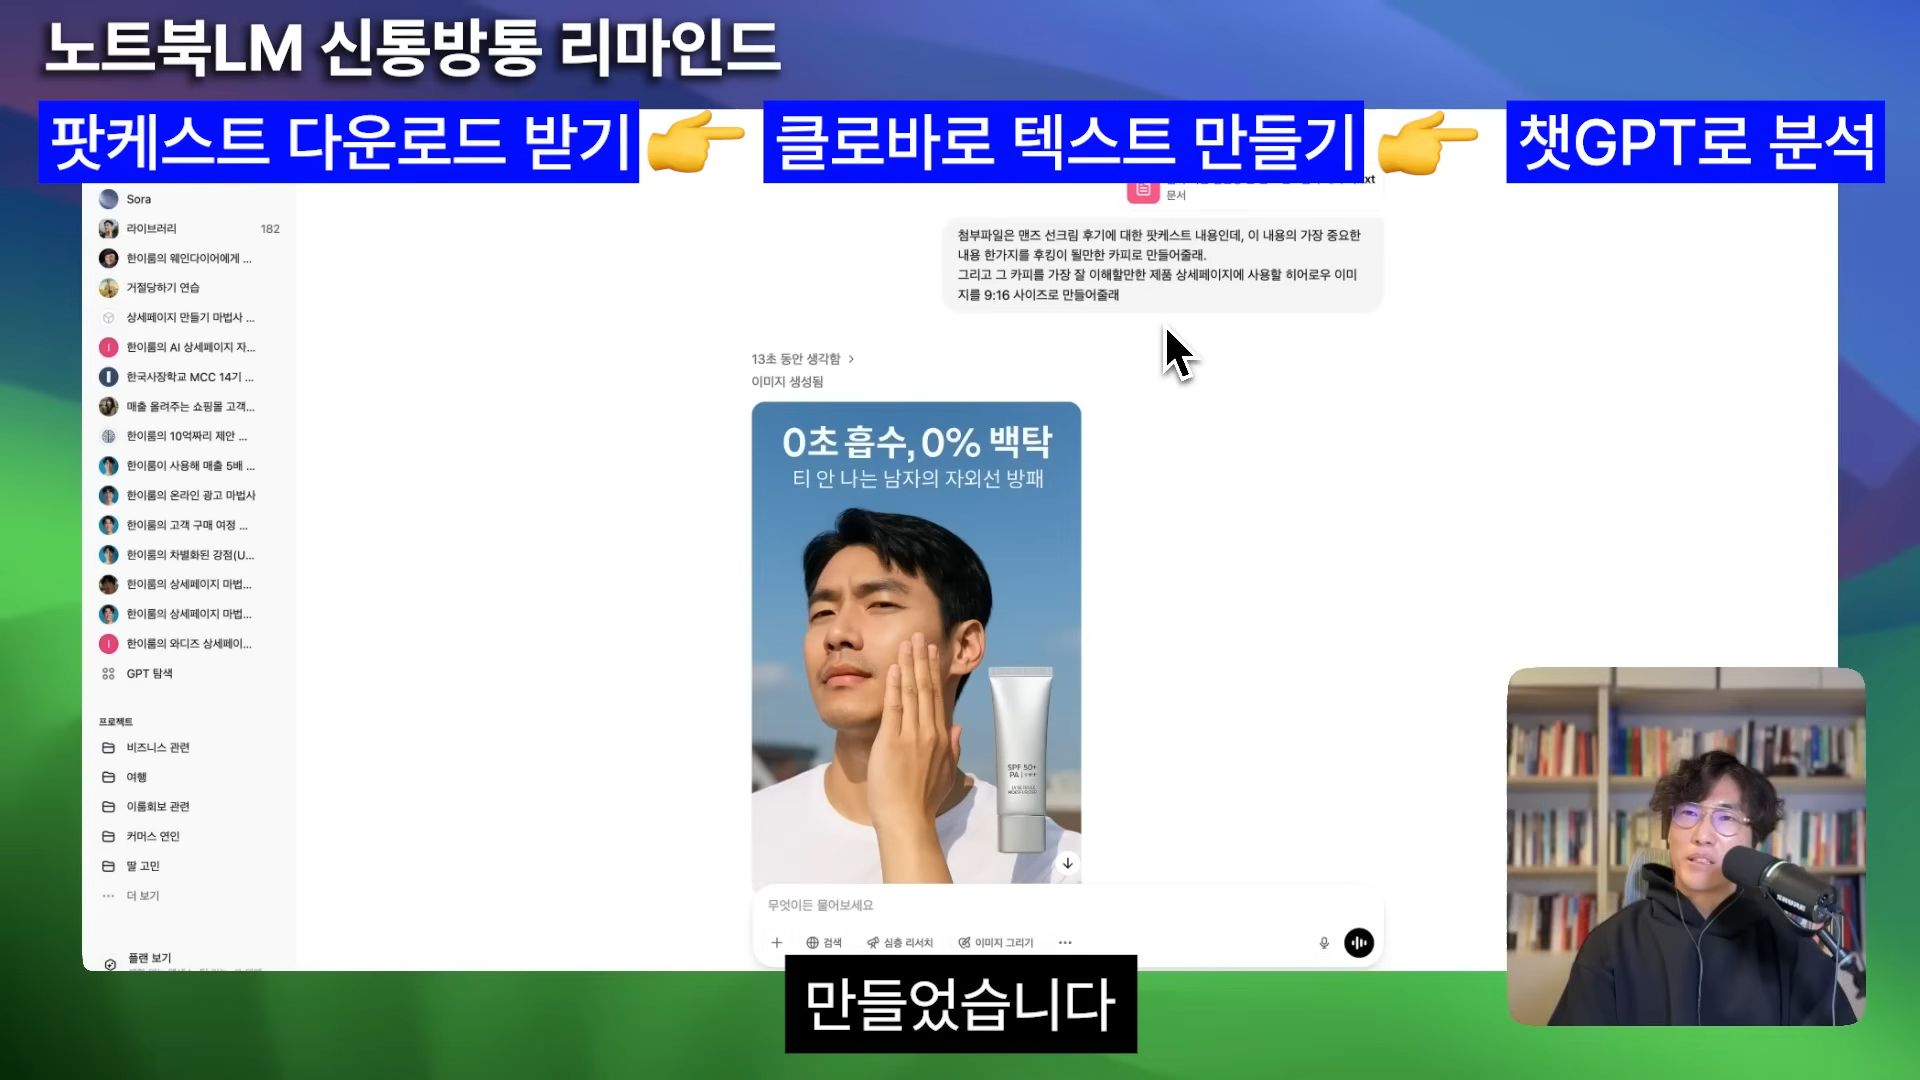 노트북LM 신통방통 리마인드
팟케스트 다운로드 받기 👉 클로바로 텍스트 만들기 👉 챗GPT로 분석
xt
문서
Sora
라이브러리 182
한이룸의 웨인다이어에게 ...
거절당하기 연습
상세페이지 만들기 마법사 ...
한이룸의 AI 상세페이지 자...
한국사장학교 MCC 14기 ...
매출 올려주는 쇼핑몰 고객...
한이룸의 10억짜리 제안 ...
한이룸이 사용해 매출 5배 ...
한이룸의 온라인 광고 마법사
한이룸의 고객 구매 여정 ...
한이룸의 차별화된 강점(U...
한이룸의 상세페이지 마법...
한이룸의 상세페이지 마법...
한이룸의 와디즈 상세페이...
GPT 탐색
프로젝트
비즈니스 관련
여행
이룸회보 관련
커머스 연인
딸 고민
더 보기
플랜 보기
첨부파일은 맨즈 선크림 후기에 대한 팟케스트 내용인데, 이 내용의 가장 중요한
내용 한가지를 후킹이 될만한 카피로 만들어줄래.
그리고 그 카피를 가장 잘 이해할만한 제품 상세페이지에 사용할 히어로우 이미
지를 9:16 사이즈로 만들어줄래
13초 동안 생각함
이미지 생성됨
0초 흡수, 0% 백탁
티 안 나는 남자의 자외선 방패
SPF 50+
PA
무엇이든 물어보세요
검색 심층 리서치 이미지 그리기
SHURE
만들었습니다